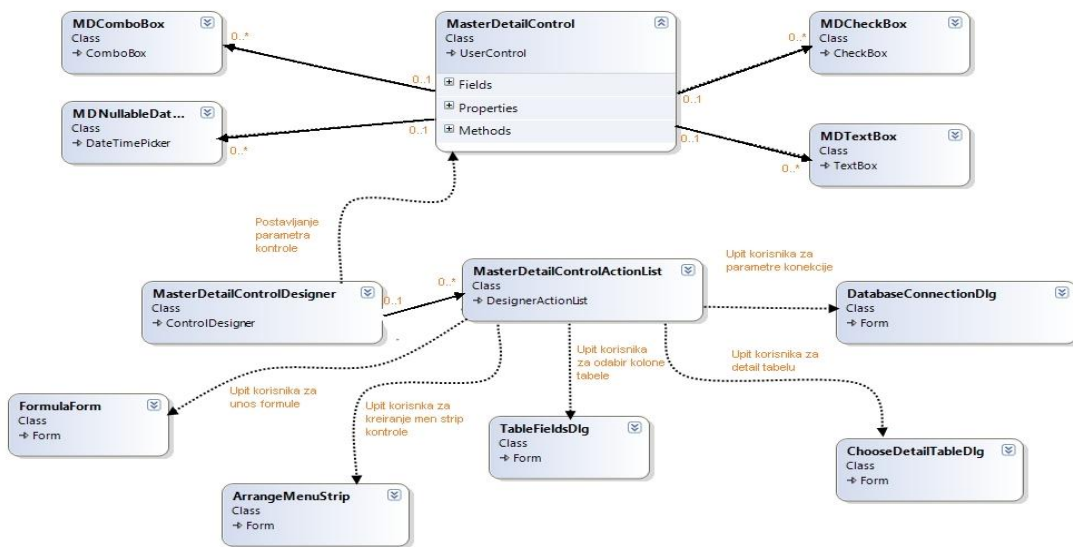 MDComboBox
Class
ComboBox
0..*
MasterDetailControl
Class
UserControl
Fields
Properties
Methods
0..1
0..1
0..1
0..1
MDCheckBox
Class
CheckBox
0..*
MDNullableDat...
Class
DateTimePicker
0..*
MDTextBox
Class
TextBox
0..*
Postavljanje
parametra
kontrole
MasterDetailControlDesigner
Class
ControlDesigner
0..1
0..*
MasterDetailControlActionList
Class
DesignerActionList
Upit korisnika za
parametre konekcije
DatabaseConnectionDlg
Class
Form
Upit korisnika za
unos formule
Upit korisnka za
kreiranje men strip
kontrole
Upit korisnika
za odabir kolone
tabele
Upit korisnika za
detail tabelu
FormulaForm
Class
Form
TableFieldsDlg
Class
Form
ChooseDetailTableDlg
Class
Form
ArrangeMenuStrip
Class
Form